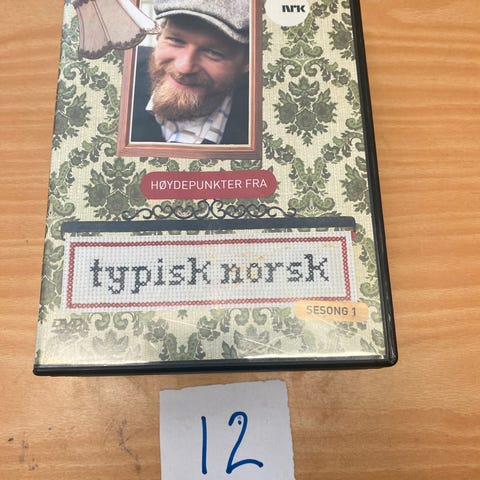 NRK
HØYDEPUNKTER FRA
typisk norsk
SESONG 1
DVD
12